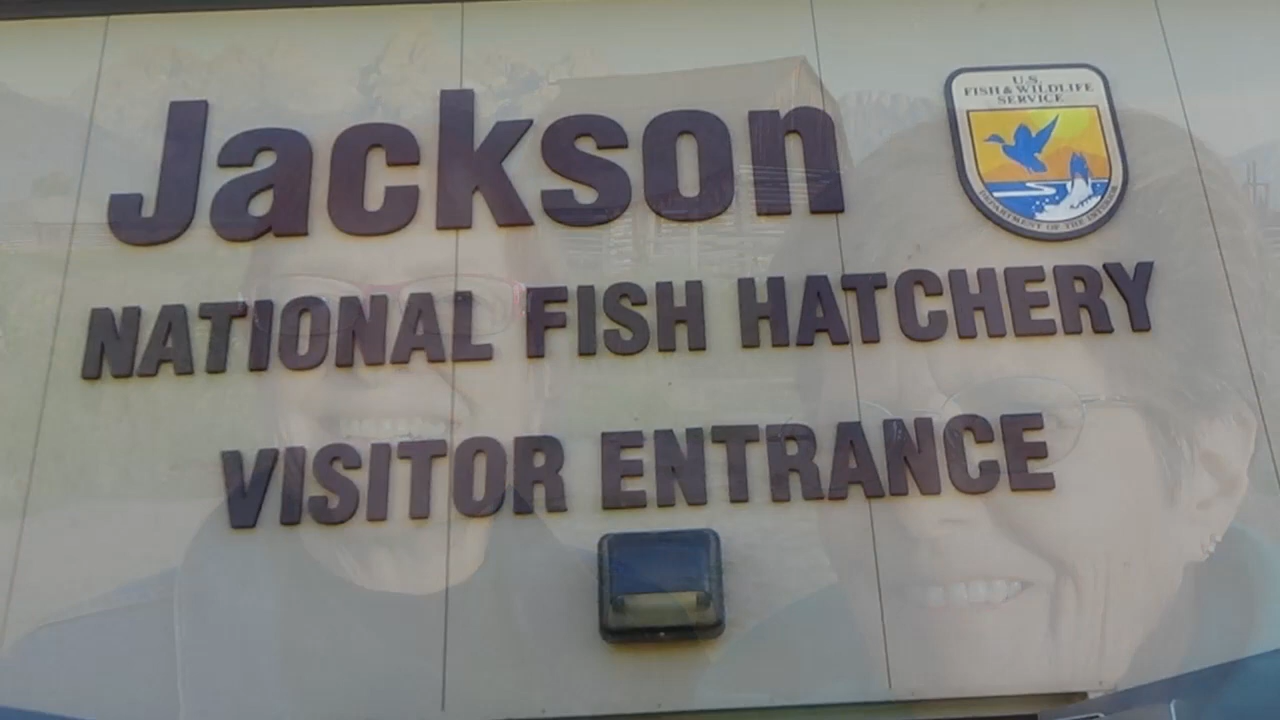 Jackson
U.S.
FISH & WILDLIFE
SERVICE
DEPARTMENT OF THE INTERIOR
NATIONAL FISH HATCHERY
VISITOR ENTRANCE